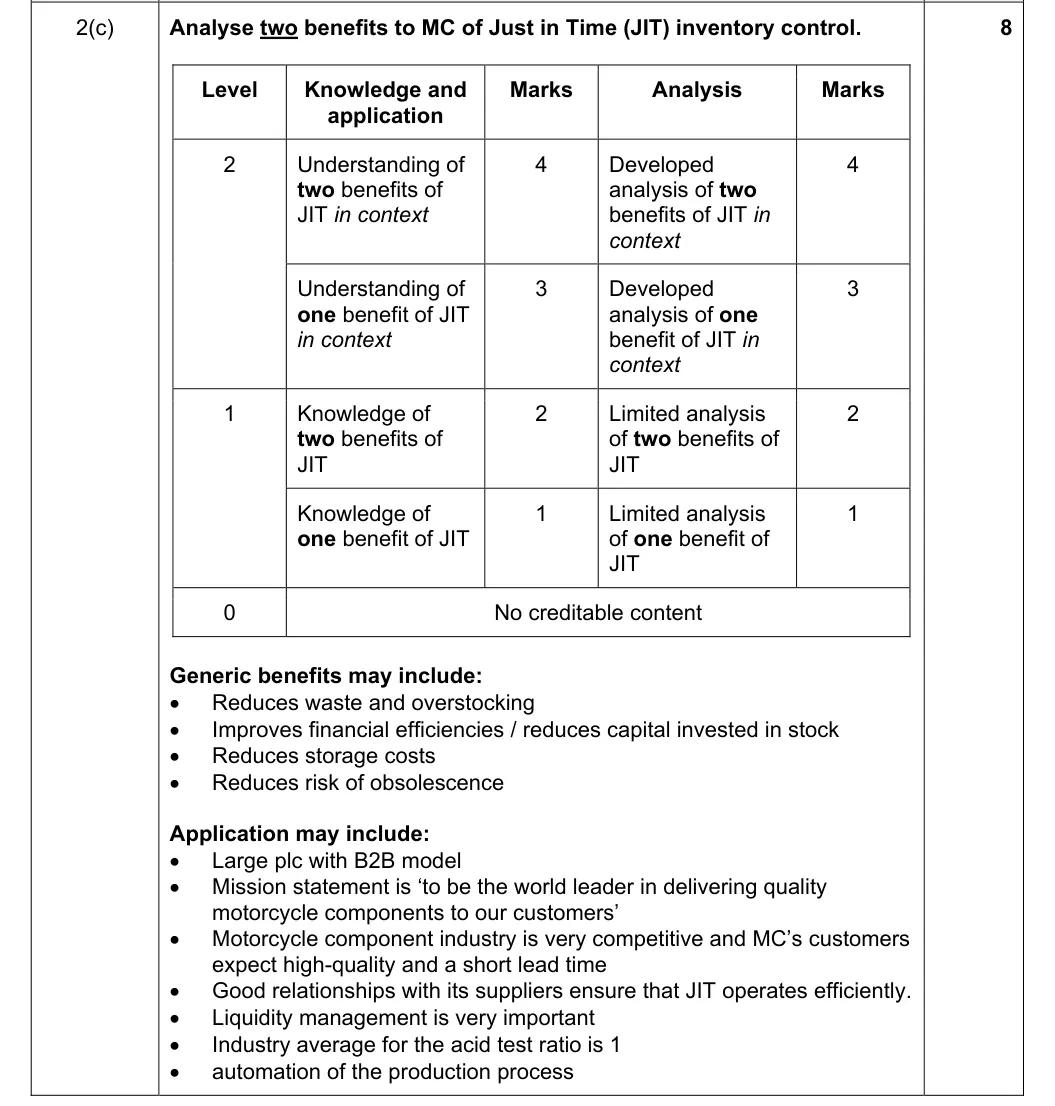 2(c) Analyse two benefits to MC of Just in Time (JIT) inventory control. 8
Level Knowledge and Marks Analysis Marks
application
2 Understanding of 4 Developed 4
two benefits of analysis of two
JIT in context benefits of JIT in
context
Understanding of 3 Developed 3
one benefit of JIT analysis of one
in context benefit of JIT in
context
1 Knowledge of 2 Limited analysis 2
two benefits of of two benefits of
JIT JIT
Knowledge of 1 Limited analysis 1
one benefit of JIT of one benefit of
JIT
0 No creditable content
Generic benefits may include:
• Reduces waste and overstocking
• Improves financial efficiencies / reduces capital invested in stock
• Reduces storage costs
• Reduces risk of obsolescence
Application may include:
• Large plc with B2B model
• Mission statement is ‘to be the world leader in delivering quality
motorcycle components to our customers’
• Motorcycle component industry is very competitive and MC’s customers
expect high-quality and a short lead time
• Good relationships with its suppliers ensure that JIT operates efficiently.
• Liquidity management is very important
• Industry average for the acid test ratio is 1
• automation of the production process